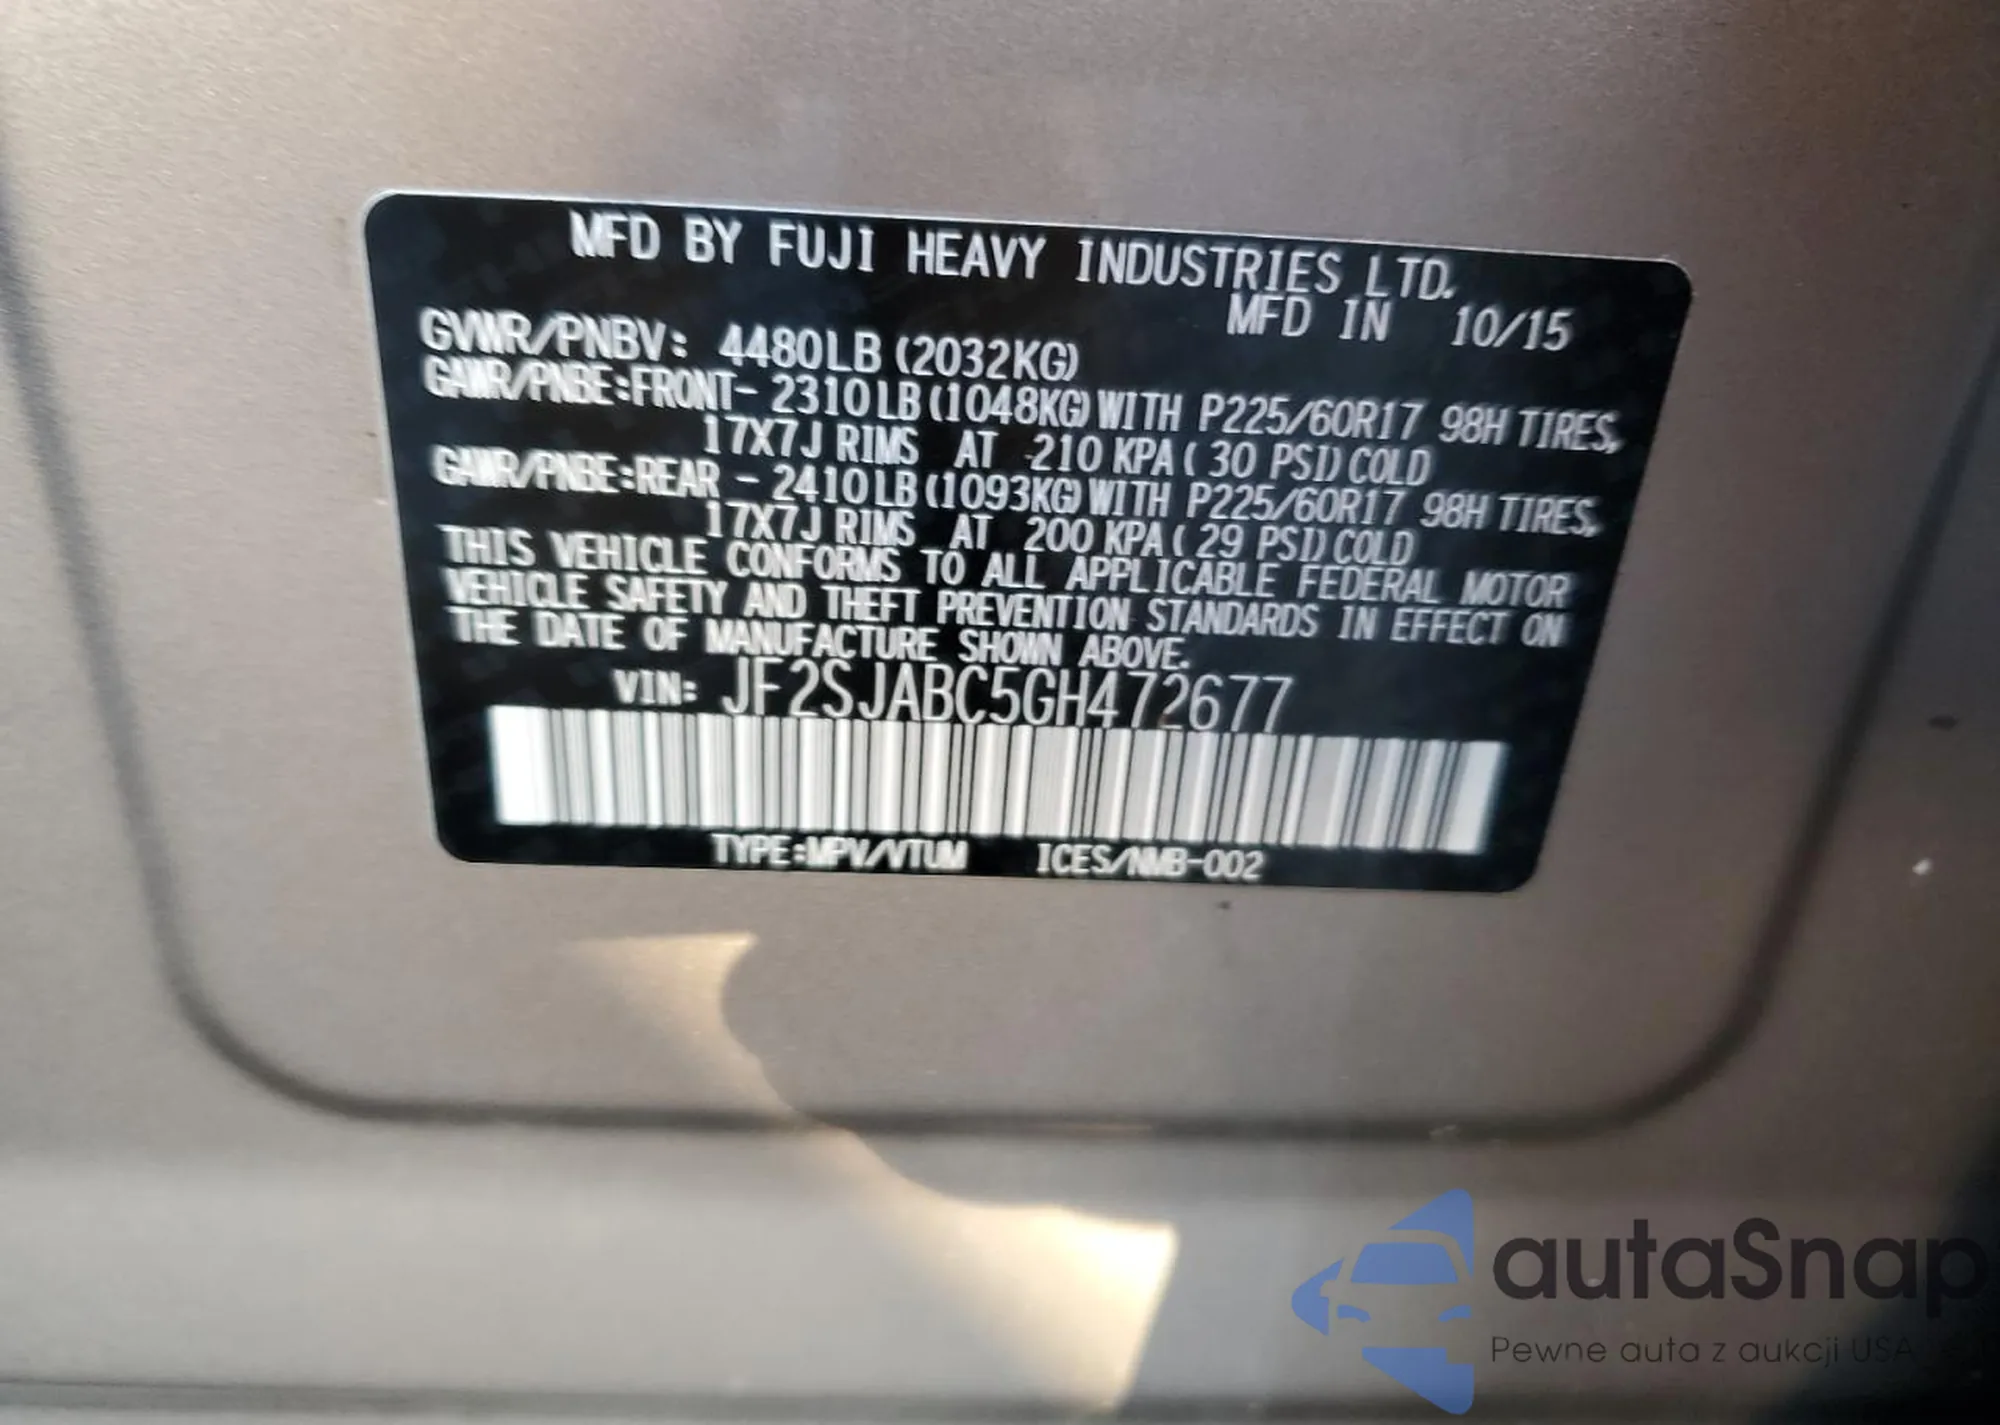 MFD BY FUJI HEAVY INDUSTRIES LTD.
MFD IN 10/15
GVWR/PNBV: 4480LB (2032KG)
GAWR/PNBE:FRONT- 2310LB (1048KG) WITH P225/60R17 98H TIRES,
17X7J RIMS AT 210 KPA ( 30 PSI) COLD
GAWR/PNBE:REAR - 2410LB (1093KG) WITH P225/60R17 98H TIRES,
17X7J RIMS AT 200 KPA ( 29 PSI) COLD
THIS VEHICLE CONFORMS TO ALL APPLICABLE FEDERAL MOTOR
VEHICLE SAFETY AND THEFT PREVENTION STANDARDS IN EFFECT ON
THE DATE OF MANUFACTURE SHOWN ABOVE.
VIN: JF2SJABC5GH472677
TYPE:MPV/VTUM ICES/NMB-002
autaSnap
Pewne auta z aukcji USA